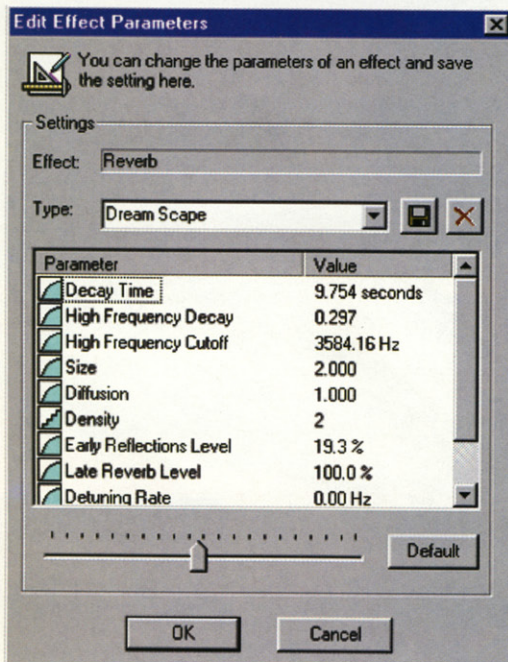 Edit Effect Parameters
You can change the parameters of an effect and save
the setting here.
Settings
Effect: Reverb
Type: Dream Scape
Parameter Value
Decay Time 9.754 seconds
High Frequency Decay 0.297
High Frequency Cutoff 3584.16 Hz
Size 2.000
Diffusion 1.000
Density 2
Early Reflections Level 19.3 %
Late Reverb Level 100.0 %
Detuning Rate 0.00 Hz
Default
OK Cancel